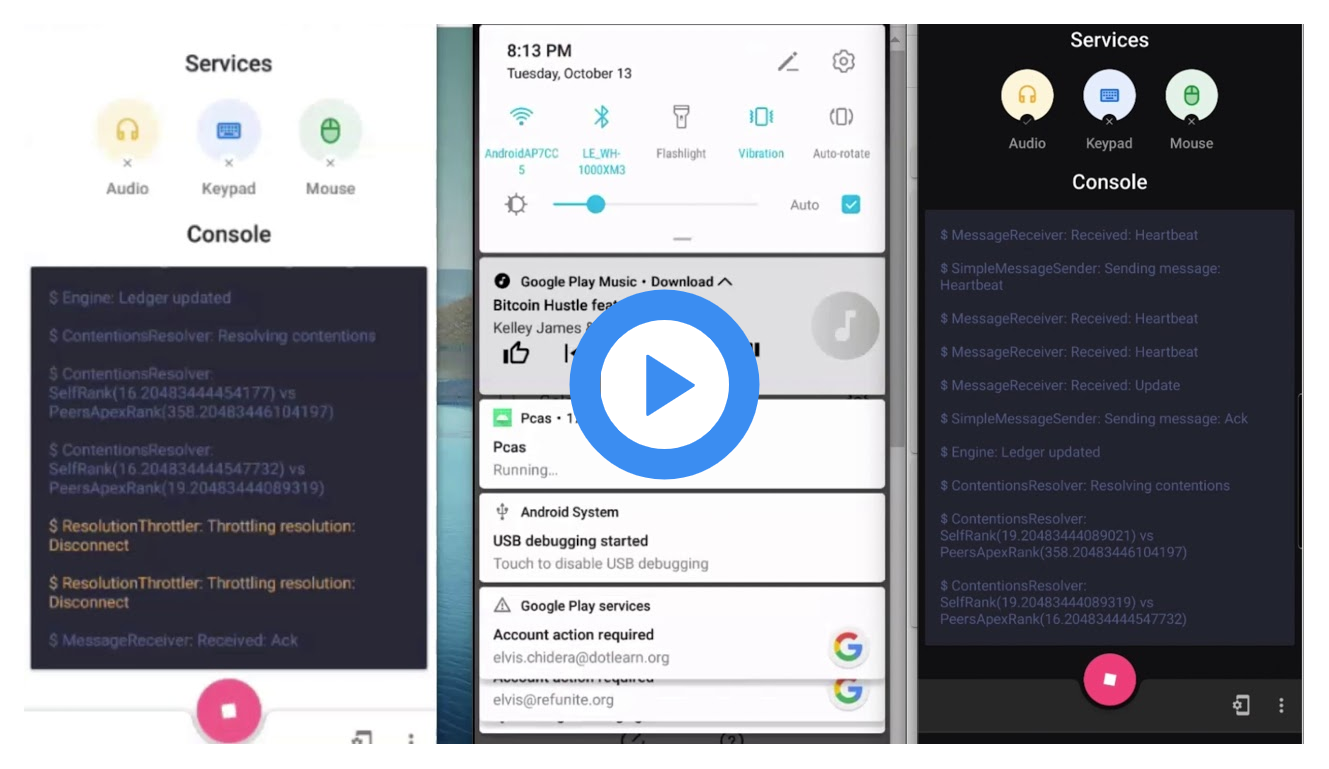 Services
Audio
Keypad
Mouse
Console
$ Engine: Ledger updated
$ ContentionsResolver: Resolving contentions
$ ContentionsResolver:
SelfRank(16.20483444454177) vs
PeersApexRank(358.20483446104197)
$ ContentionsResolver:
SelfRank(16.204834444547732) vs
PeersApexRank(19.20483444089319)
$ ResolutionThrottler: Throttling resolution:
Disconnect
$ ResolutionThrottler: Throttling resolution:
Disconnect
$ MessageReceiver: Received: Ack
8:13 PM
Tuesday, October 13
AndroidAP7CC
5
LE_WH-
1000XM3
Flashlight
Vibration
Auto-rotate
Auto
Google Play Music • Download
Bitcoin Hustle
Kelley James
Pcas
Pcas
Running...
Android System
USB debugging started
Touch to disable USB debugging
Google Play services
Account action required
elvis.chidera@dotlearn.org
Account action required
elvis@refunite.org
Services
Audio
Keypad
Mouse
Console
$ MessageReceiver: Received: Heartbeat
$ SimpleMessageSender: Sending message:
Heartbeat
$ MessageReceiver: Received: Heartbeat
$ MessageReceiver: Received: Heartbeat
$ MessageReceiver: Received: Update
$ SimpleMessageSender: Sending message: Ack
$ Engine: Ledger updated
$ ContentionsResolver: Resolving contentions
$ ContentionsResolver:
SelfRank(19.20483444089021) vs
PeersApexRank(358.20483446104197)
$ ContentionsResolver:
SelfRank(19.20483444089319) vs
PeersApexRank(16.204834444547732)